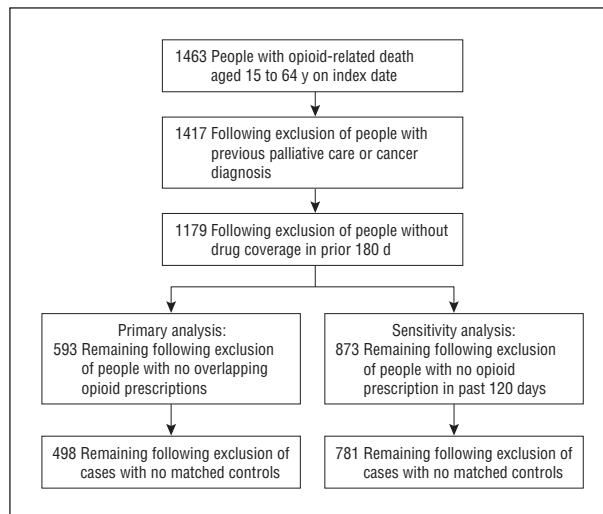 1463 People with opioid-related death
aged 15 to 64 y on index date
1417 Following exclusion of people with
previous palliative care or cancer
diagnosis
1179 Following exclusion of people without
drug coverage in prior 180 d
Primary analysis:
593 Remaining following exclusion
of people with no overlapping
opioid prescriptions
Sensitivity analysis:
873 Remaining following exclusion
of people with no opioid
prescription in past 120 days
498 Remaining following exclusion of
cases with no matched controls
781 Remaining following exclusion of
cases with no matched controls